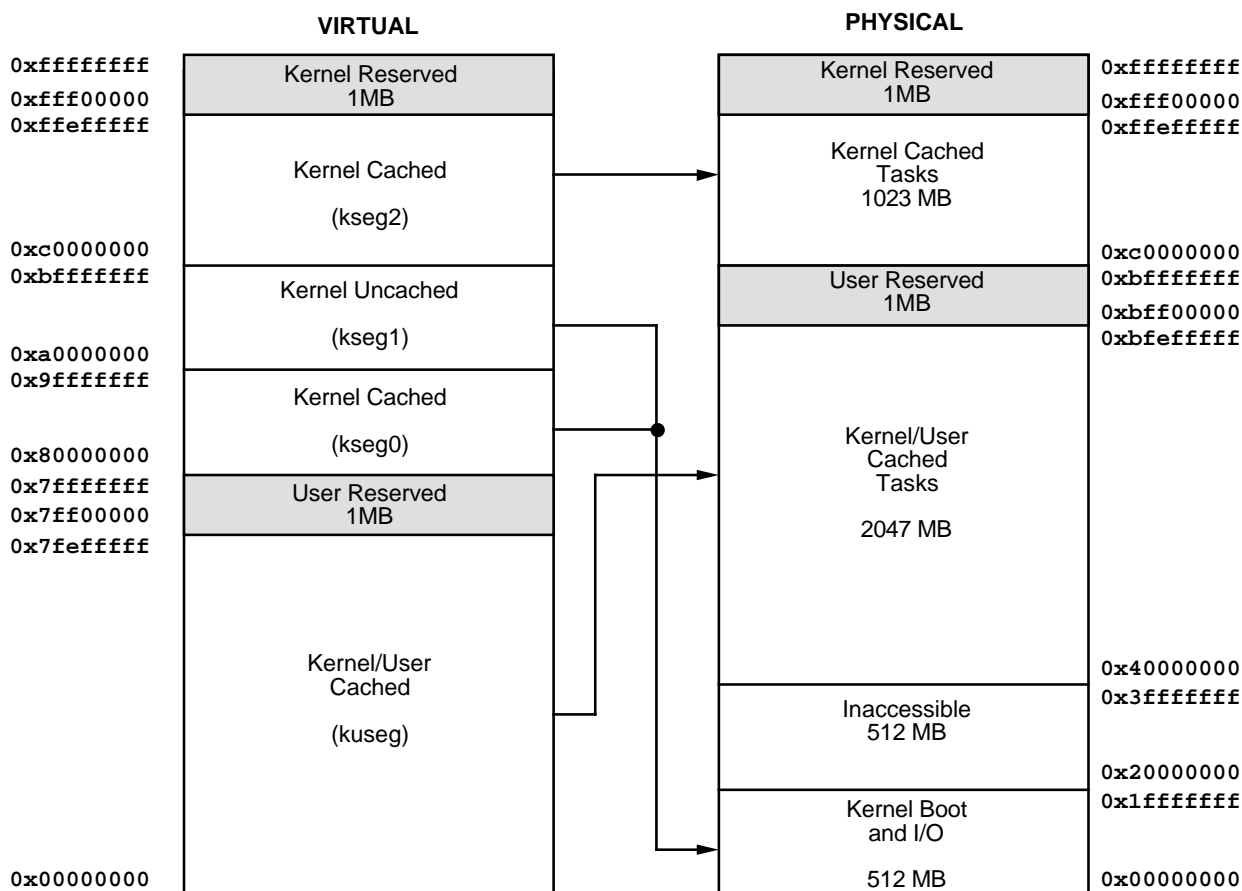 VIRTUAL
0xffffffff
0xfff00000
0xffefffff
0xc0000000
0xbfffffff
0xa0000000
0x9fffffff
0x80000000
0x7fffffff
0x7ff00000
0x7fefffff
0x00000000
Kernel Reserved
1MB
Kernel Cached
(kseg2)
Kernel Uncached
(kseg1)
Kernel Cached
(kseg0)
User Reserved
1MB
Kernel/User
Cached
(kuseg)
PHYSICAL
Kernel Reserved
1MB
Kernel Cached
Tasks
1023 MB
User Reserved
1MB
Kernel/User
Cached
Tasks
2047 MB
Inaccessible
512 MB
Kernel Boot
and I/O
512 MB
0xffffffff
0xfff00000
0xffefffff
0xc0000000
0xbfffffff
0xbff00000
0xbfefffff
0x40000000
0x3fffffff
0x20000000
0x1fffffff
0x00000000